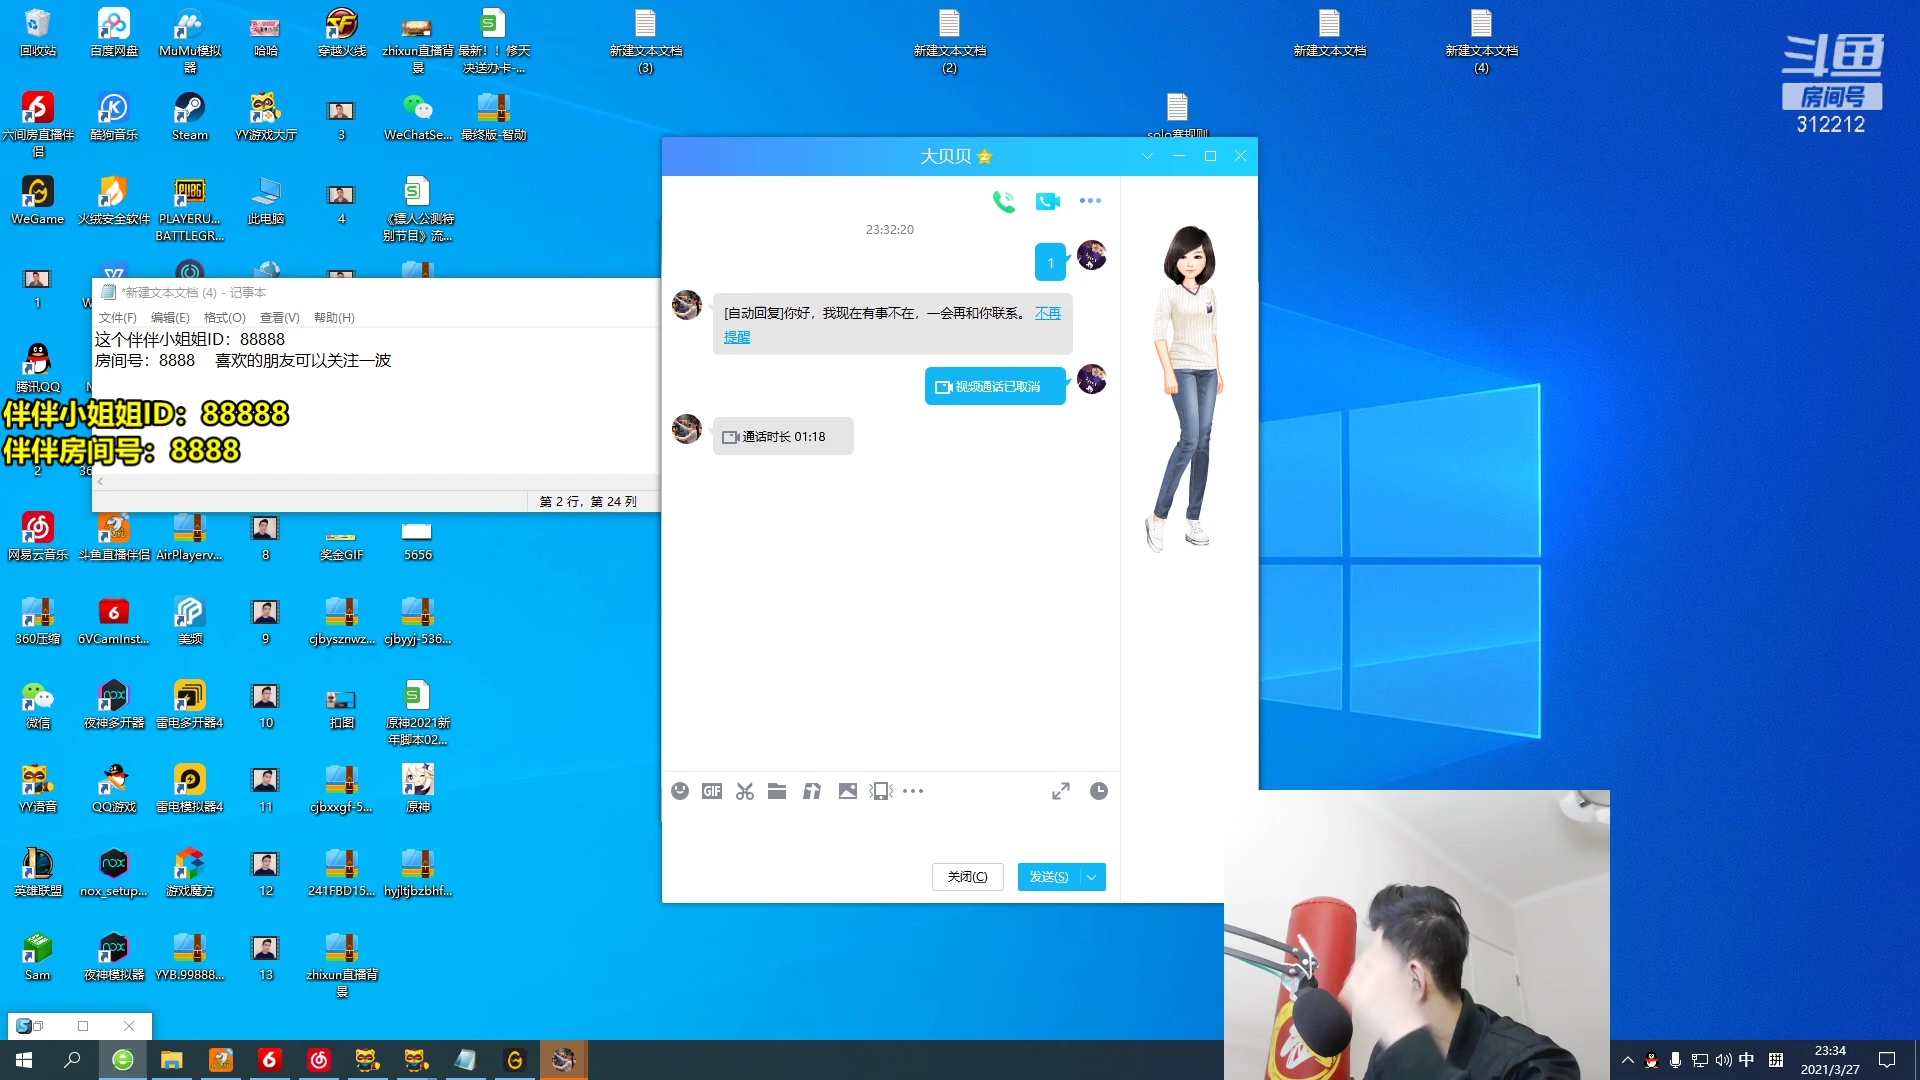 回收站
百度网盘
MuMu模拟
器
哈哈
穿越火线
zhixun直播背
景
最新！！修天
决送办卡-...
新建文本文档
(3)
新建文本文档
(2)
新建文本文档
新建文本文档
(4)
斗鱼
房间号
312212
六间房直播伴
侣
酷狗音乐
Steam
YY游戏大厅
3
WeChatSe...
最终版-智勋
solo赛规则
WeGame
火绒安全软件
PLAYERU...
BATTLEGR...
此电脑
4
《镖人公测特
别节目》流...
1
*新建文本文档 (4) - 记事本
文件(F) 编辑(E) 格式(O) 查看(V) 帮助(H)
这个伴伴小姐姐ID：88888
房间号：8888 喜欢的朋友可以关注一波
第 2 行，第 24 列
腾讯QQ
伴伴小姐姐ID：88888
伴伴房间号：8888
2
36
大贝贝
23:32:20
1
[自动回复]你好，我现在有事不在，一会再和你联系。 不再
提醒
视频通话已取消
通话时长 01:18
GIF
关闭(C)
发送(S)
网易云音乐
斗鱼直播伴侣
AirPlayerv...
8
奖金GIF
5656
360压缩
6VCamInst...
美频
9
cjbysznwz...
cjbyyj-536...
微信
夜神多开器
雷电多开器4
10
扣图
原神2021新
年脚本02...
YY语音
QQ游戏
雷电模拟器4
11
cjbxxgf-5...
原神
英雄联盟
nox_setup...
游戏魔方
12
241FBD15...
hyjltjbzbhf...
Sam
夜神模拟器
YYB.99888...
13
zhixun直播背
景
中
拼
23:34
2021/3/27